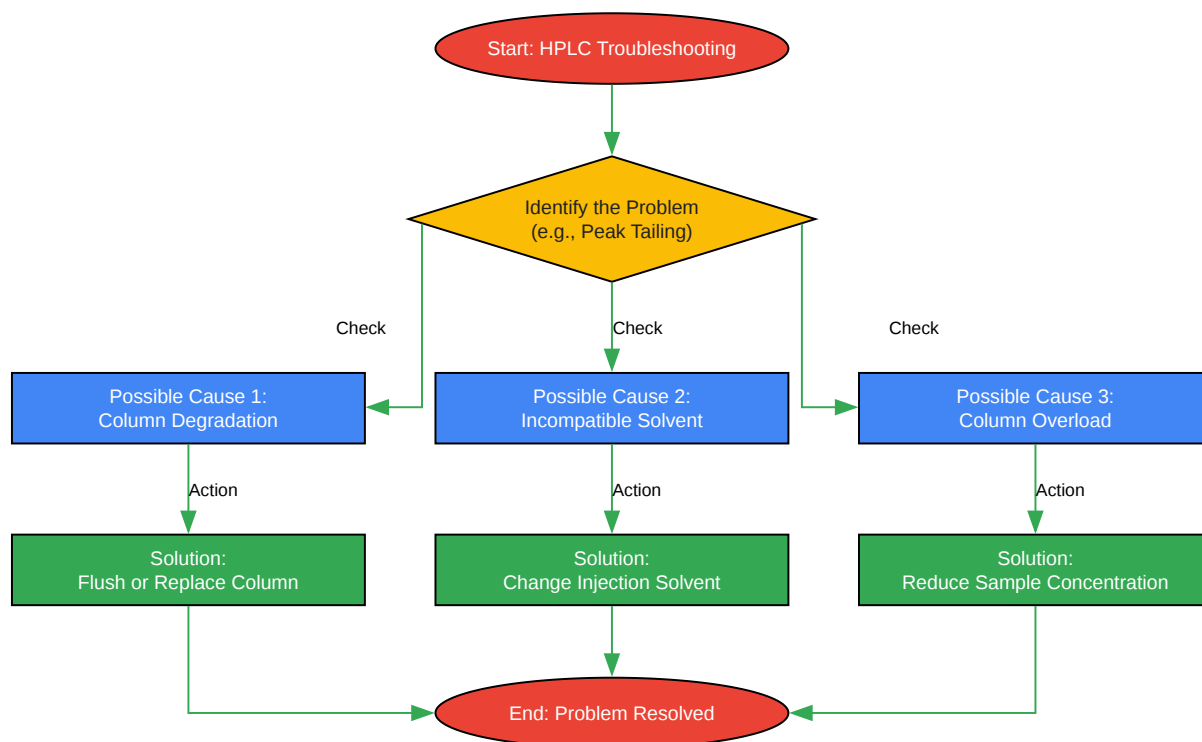 Start: HPLC Troubleshooting
Identify the Problem
(e.g., Peak Tailing)
Check
Check
Check
Possible Cause 1:
Column Degradation
Possible Cause 2:
Incompatible Solvent
Possible Cause 3:
Column Overload
Action
Action
Action
Solution:
Flush or Replace Column
Solution:
Change Injection Solvent
Solution:
Reduce Sample Concentration
End: Problem Resolved